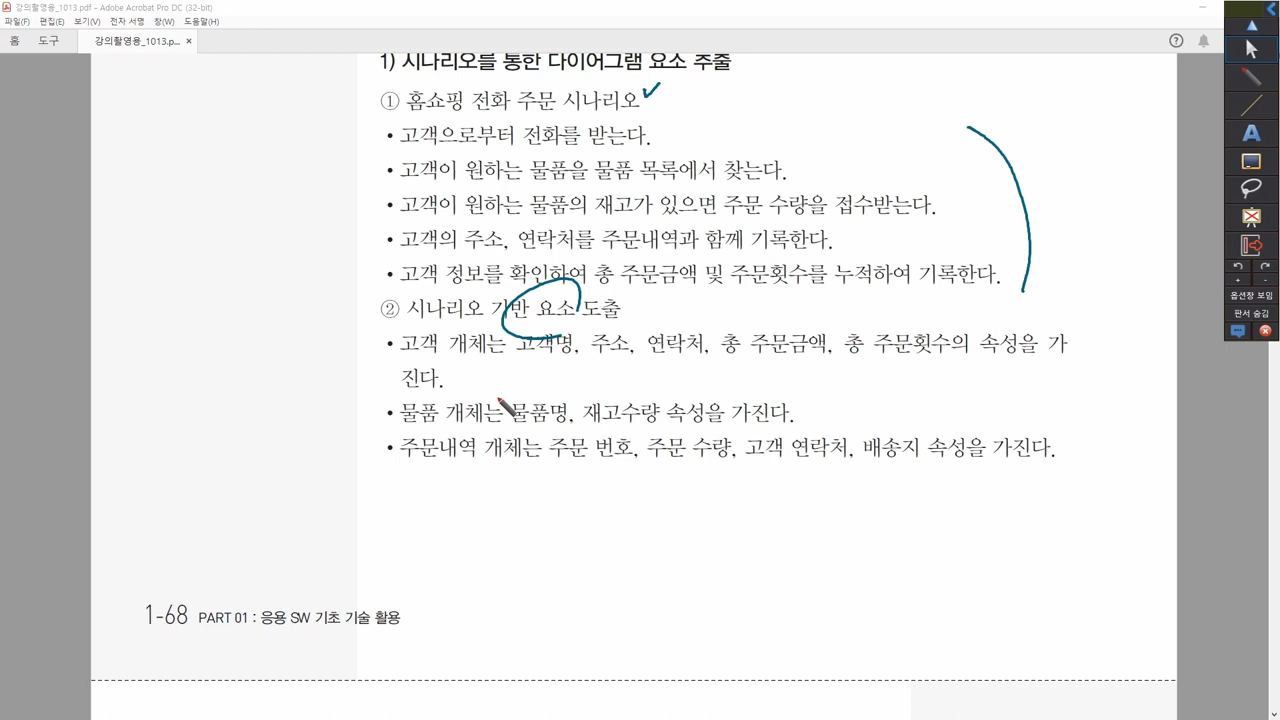 강의촬영용_1013.pdf - Adobe Acrobat Pro DC (32-bit)
파일(F) 편집(E) 보기(V) 전자 서명 창(W) 도움말(H)
홈 도구 강의촬영용_1013.p... ×
1) 시나리오를 통한 다이어그램 요소 추출
① 홈쇼핑 전화 주문 시나리오
• 고객으로부터 전화를 받는다.
• 고객이 원하는 물품을 물품 목록에서 찾는다.
• 고객이 원하는 물품의 재고가 있으면 주문 수량을 접수받는다.
• 고객의 주소, 연락처를 주문내역과 함께 기록한다.
• 고객 정보를 확인하여 총 주문금액 및 주문횟수를 누적하여 기록한다.
② 시나리오 기반 요소 도출
• 고객 개체는 고객명, 주소, 연락처, 총 주문금액, 총 주문횟수의 속성을 가
진다.
• 물품 개체는 물품명, 재고수량 속성을 가진다.
• 주문내역 개체는 주문 번호, 주문 수량, 고객 연락처, 배송지 속성을 가진다.
1-68 PART 01 : 응용 SW 기초 기술 활용
A
옵션장 보임
판서 숨김